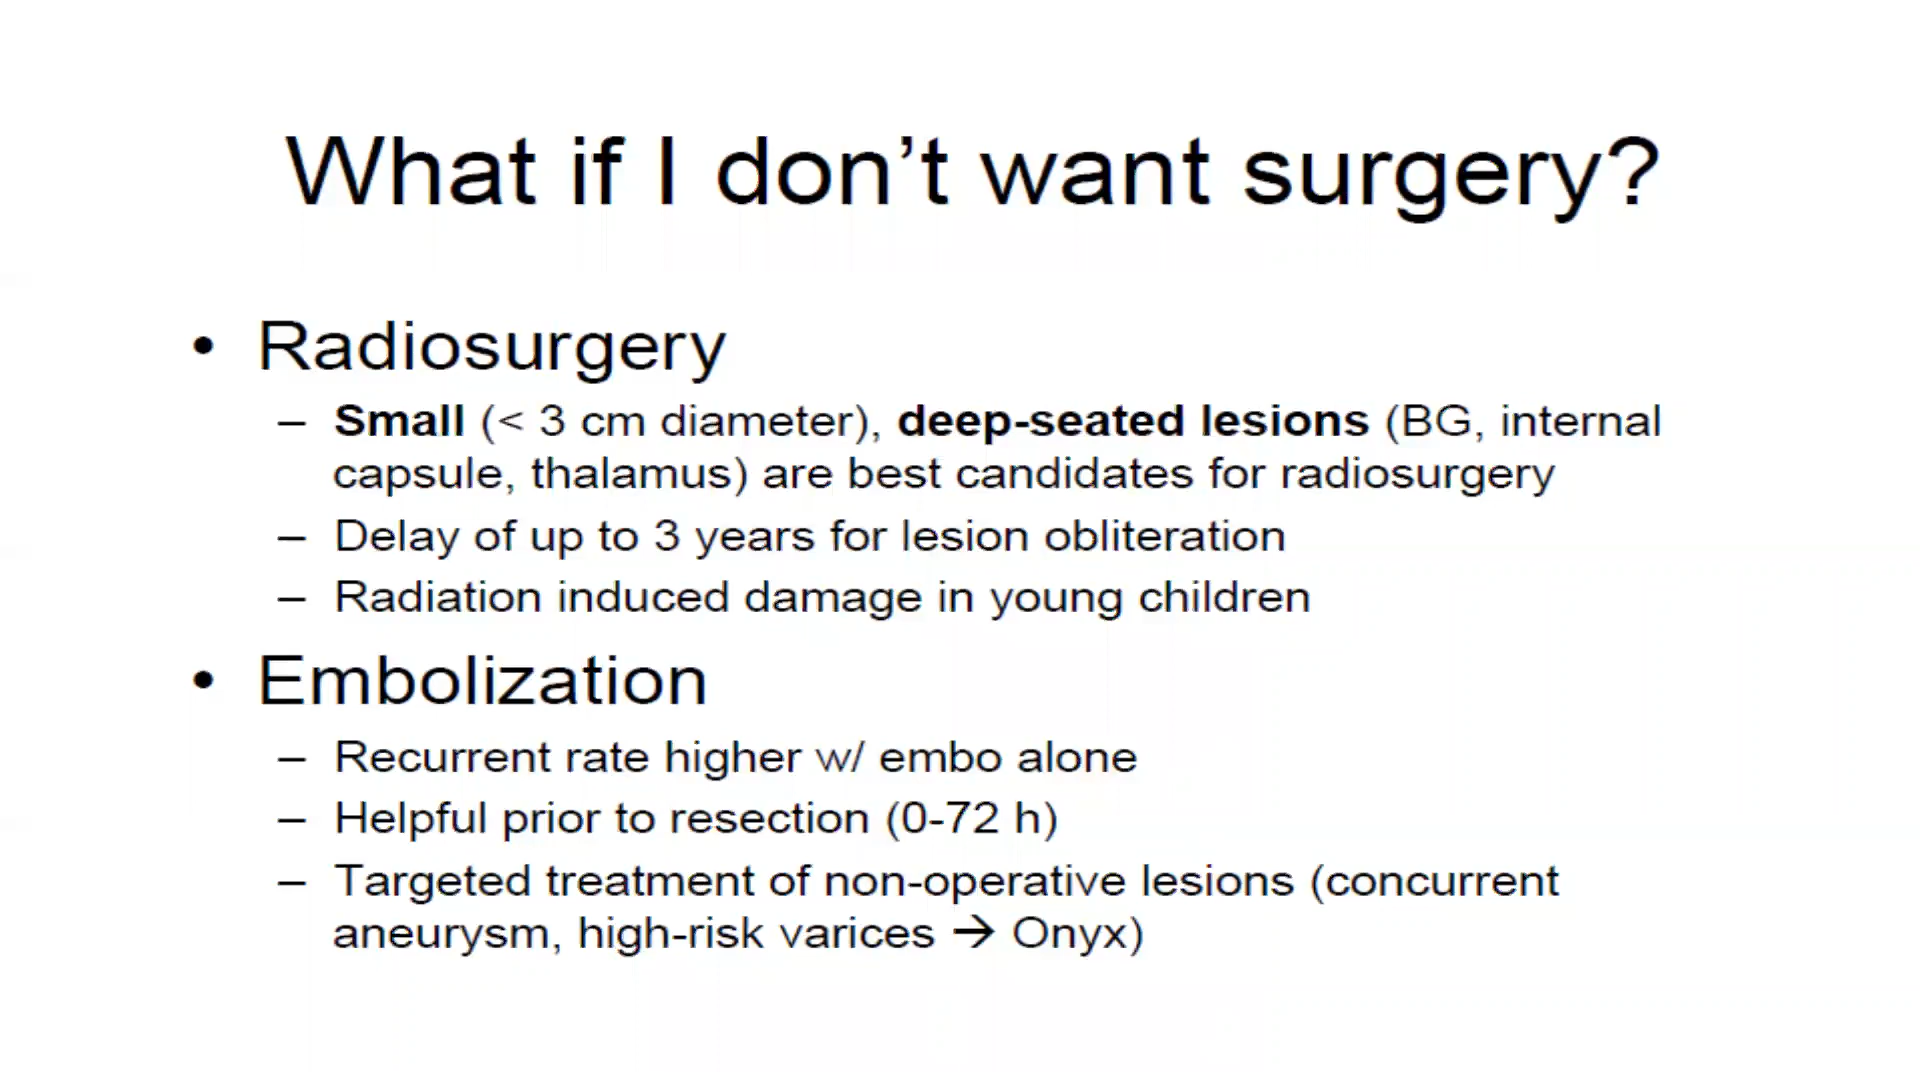 What if I don’t want surgery?
• Radiosurgery
– Small (< 3 cm diameter), deep-seated lesions (BG, internal
capsule, thalamus) are best candidates for radiosurgery
– Delay of up to 3 years for lesion obliteration
– Radiation induced damage in young children
• Embolization
– Recurrent rate higher w/ embo alone
– Helpful prior to resection (0-72 h)
– Targeted treatment of non-operative lesions (concurrent
aneurysm, high-risk varices → Onyx)